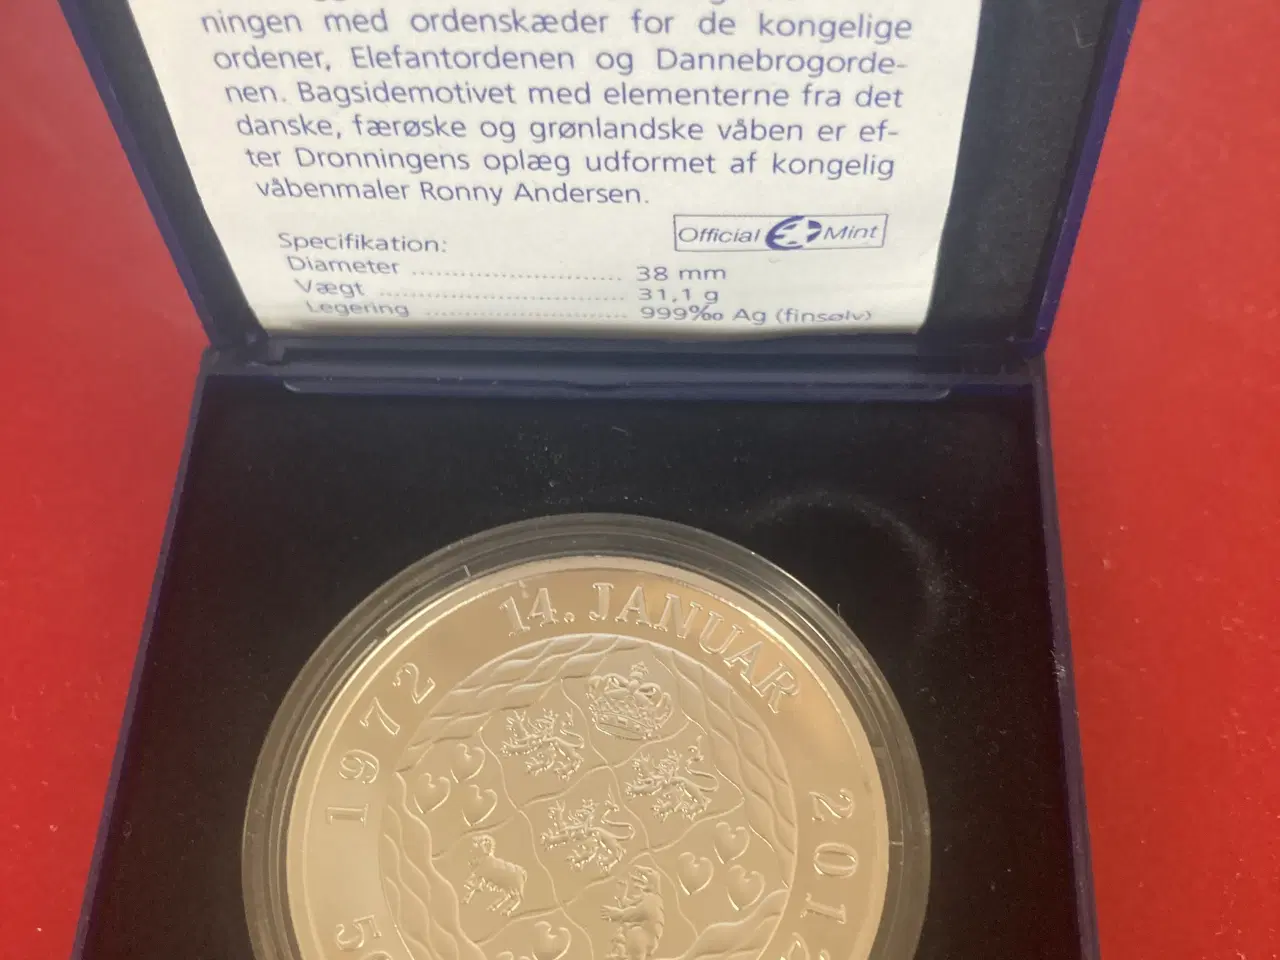 ningen med ordenskæder for de kongelige
ordener, Elefantordenen og Dannebrogorde-
nen. Bagsidemotivet med elementerne fra det
danske, færøske og grønlandske våben er ef-
ter Dronningens oplæg udformet af kongelig
våbenmaler Ronny Andersen.
Official Mint
Specifikation:
Diameter ............................ 38 mm
Vægt ................................. 31,1 g
Legering ........................... 999‰ Ag (finsølv)
1972 14. JANUAR 2012